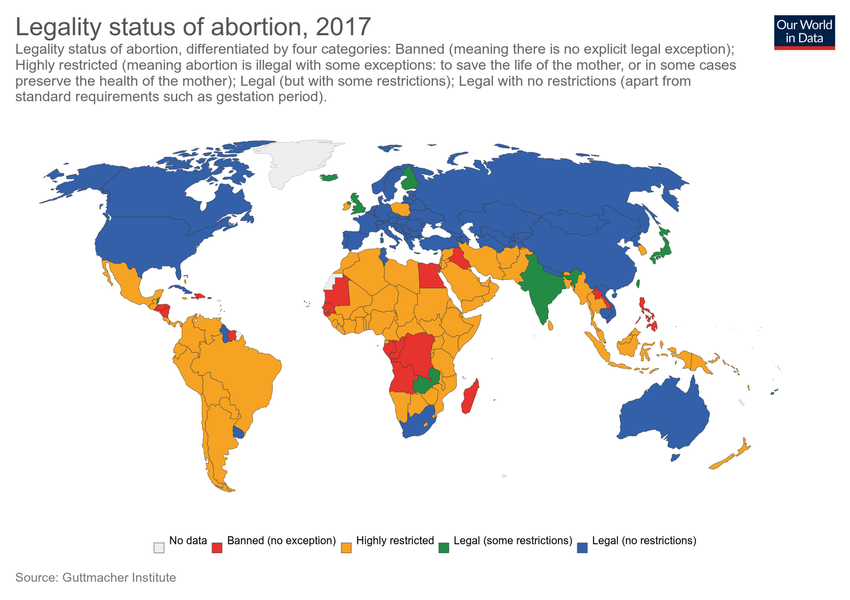 Legality status of abortion, 2017
Our World
in Data
Legality status of abortion, differentiated by four categories: Banned (meaning there is no explicit legal exception);
Highly restricted (meaning abortion is illegal with some exceptions: to save the life of the mother, or in some cases
preserve the health of the mother); Legal (but with some restrictions); Legal with no restrictions (apart from
standard requirements such as gestation period).
No data
Banned (no exception)
Highly restricted
Legal (some restrictions)
Legal (no restrictions)
Source: Guttmacher Institute